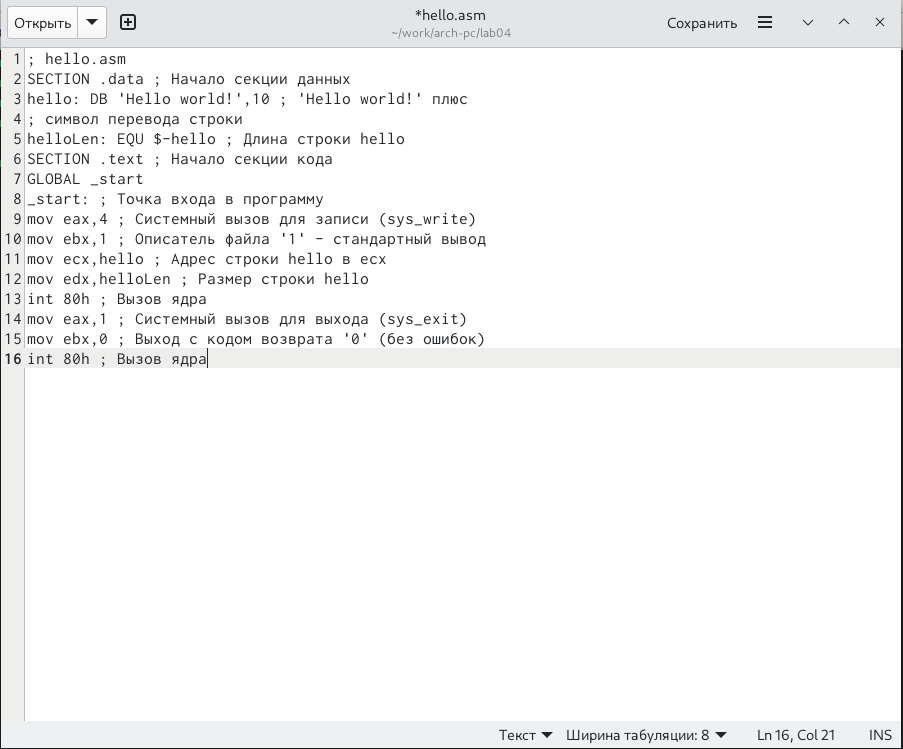 Открыть
*hello.asm
~/work/arch-pc/lab04
Сохранить
1 ; hello.asm
2 SECTION .data ; Начало секции данных
3 hello: DB 'Hello world!',10 ; 'Hello world!' плюс
4 ; символ перевода строки
5 helloLen: EQU $-hello ; Длина строки hello
6 SECTION .text ; Начало секции кода
7 GLOBAL _start
8 _start: ; Точка входа в программу
9 mov eax,4 ; Системный вызов для записи (sys_write)
10 mov ebx,1 ; Описатель файла '1' - стандартный вывод
11 mov ecx,hello ; Адрес строки hello в ecx
12 mov edx,helloLen ; Размер строки hello
13 int 80h ; Вызов ядра
14 mov eax,1 ; Системный вызов для выхода (sys_exit)
15 mov ebx,0 ; Выход с кодом возврата '0' (без ошибок)
16 int 80h ; Вызов ядра
Текст Ширина табуляции: 8 Ln 16, Col 21 INS